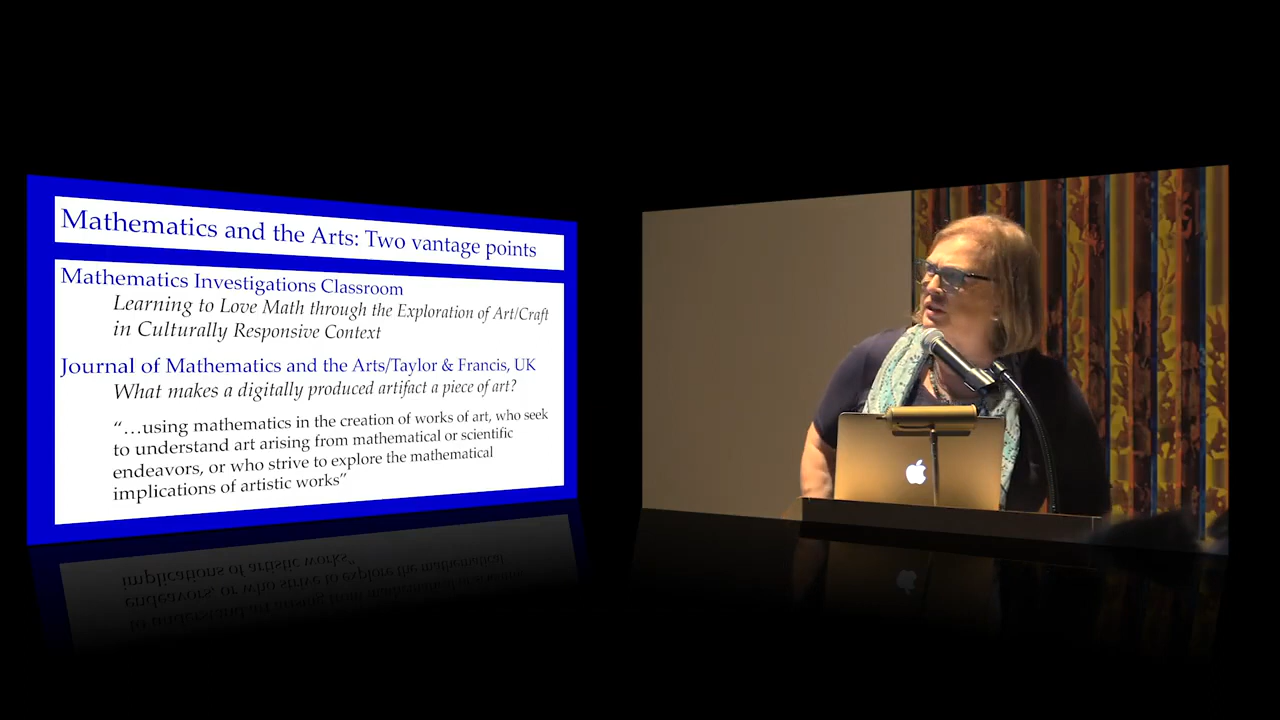 Mathematics and the Arts: Two vantage points
Mathematics Investigations Classroom
Learning to Love Math through the Exploration of Art/Craft
in Culturally Responsive Context
Journal of Mathematics and the Arts/Taylor & Francis, UK
What makes a digitally produced artifact a piece of art?
“…using mathematics in the creation of works of art, who seek
to understand art arising from mathematical or scientific
endeavors, or who strive to explore the mathematical
implications of artistic works”